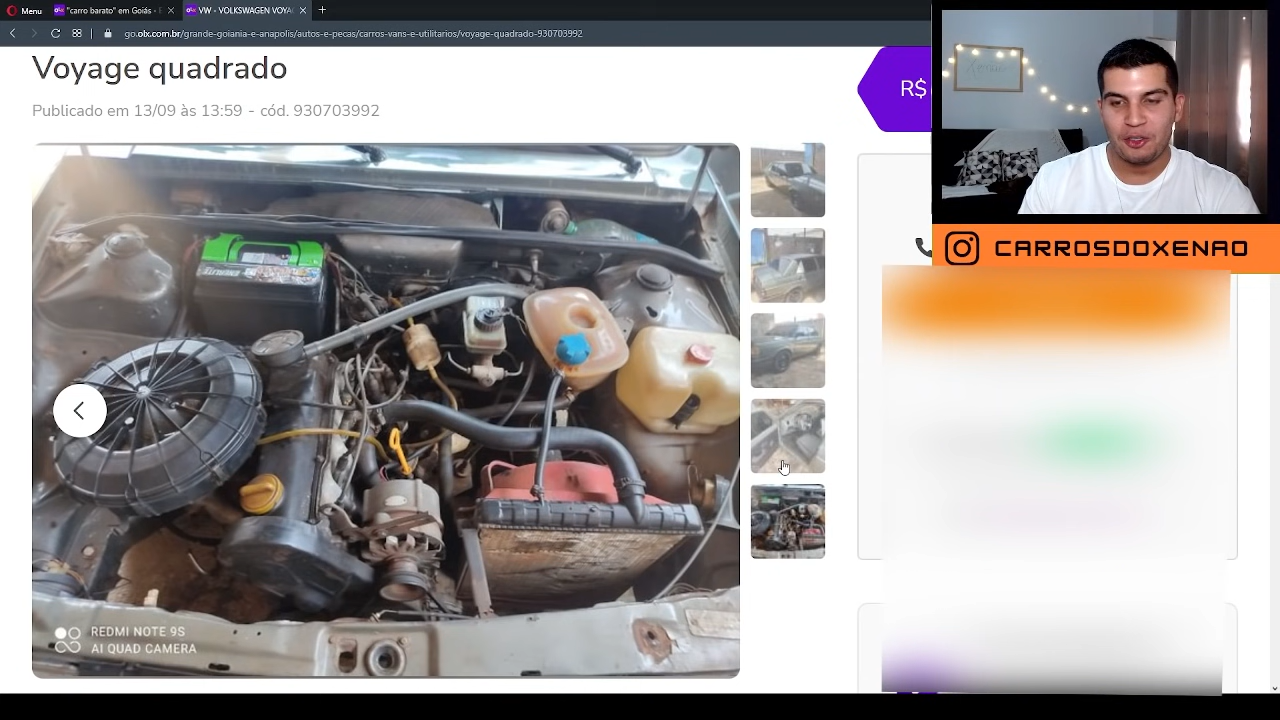 Menu
"carro barato" em Goiás - 
VW - VOLKSWAGEN VOYA
go.olx.com.br/grande-goiania-e-anapolis/autos-e-pecas/carros-vans-e-utilitarios/voyage-quadrado-930703992
Voyage quadrado
Publicado em 13/09 às 13:59 - cód. 930703992
R$
CARROSDOXENAO
REDMI NOTE 9S
AI QUAD CAMERA